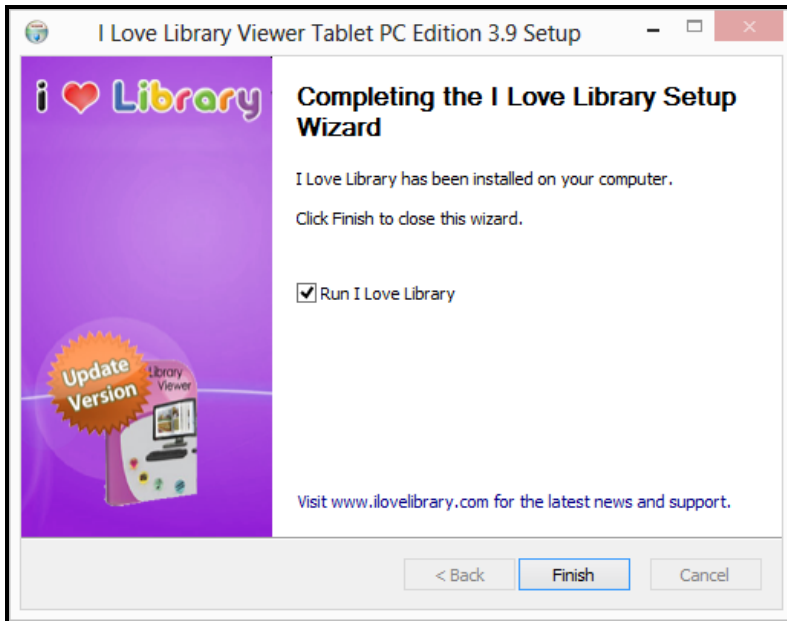 I Love Library Viewer Tablet PC Edition 3.9 Setup
i ❤ Library
Completing the I Love Library Setup
Wizard
I Love Library has been installed on your computer.
Click Finish to close this wizard.
Run I Love Library
Update
Version
Library
Viewer
Visit www.ilovelibrary.com for the latest news and support.
< Back
Finish
Cancel